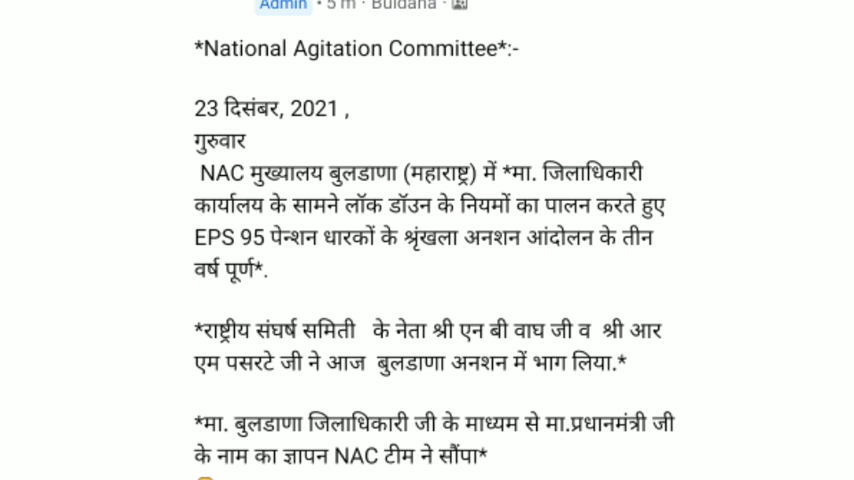 Admin • 5 m · Buldana ·
*National Agitation Committee*:-
23 दिसंबर, 2021 ,
गुरुवार
NAC मुख्यालय बुलडाणा (महाराष्ट्र) में *मा. जिलाधिकारी
कार्यालय के सामने लॉक डॉउन के नियमों का पालन करते हुए
EPS 95 पेन्शन धारकों के श्रृंखला अनशन आंदोलन के तीन
वर्ष पूर्ण*.
*राष्ट्रीय संघर्ष समिती के नेता श्री एन बी वाघ जी व श्री आर
एम पसरटे जी ने आज बुलडाणा अनशन में भाग लिया.*
*मा. बुलडाणा जिलाधिकारी जी के माध्यम से मा.प्रधानमंत्री जी
के नाम का ज्ञापन NAC टीम ने सौंपा*